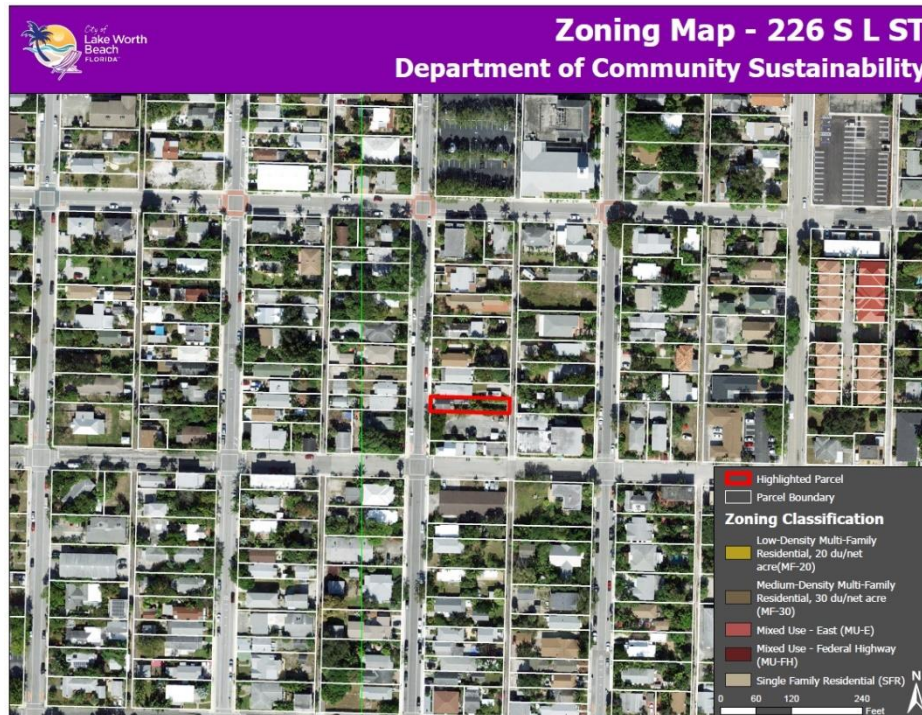 City of
Lake Worth
Beach
FLORIDA
Zoning Map - 226 S L ST
Department of Community Sustainability
Highlighted Parcel
Parcel Boundary
Zoning Classification
Low-Density Multi-Family
Residential, 20 du/net
acre(MF-20)
Medium-Density Multi-Family
Residential, 30 du/net acre
(MF-30)
Mixed Use - East (MU-E)
Mixed Use - Federal Highway
(MU-FH)
Single Family Residential (SFR)
N
0 60 120 240
Feet